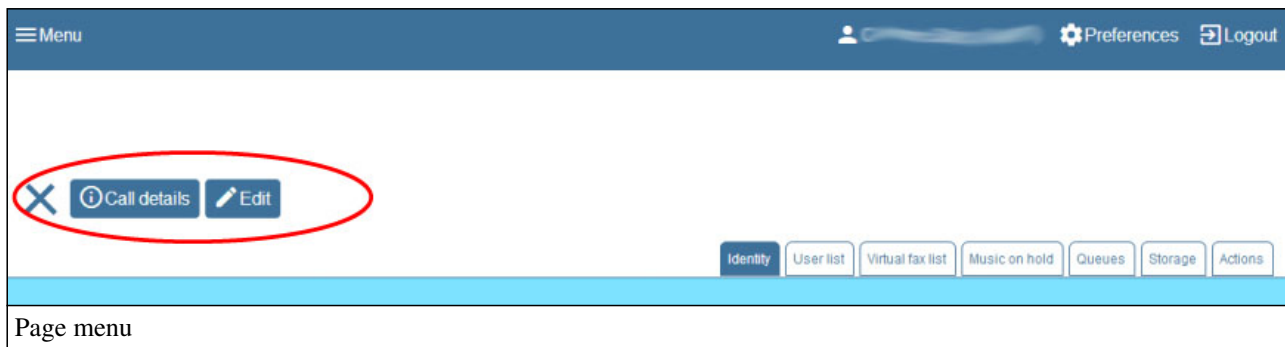 Menu Preferences Logout
Call details Edit
Identity User list Virtual fax list Music on hold Queues Storage Actions
Page menu